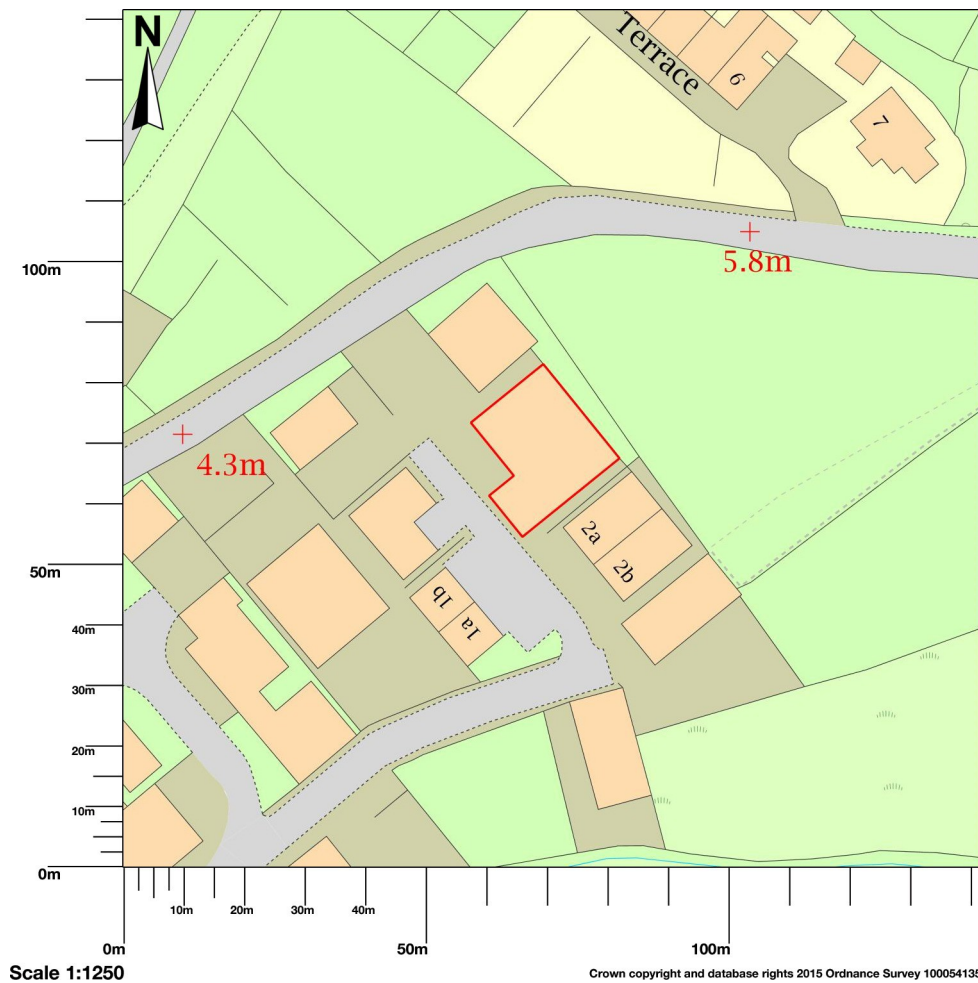 N
Terrace
6
7
5.8m
100m
4.3m
2a
50m
2b
1b
1a
40m
30m
20m
10m
0m
10m
20m
30m
40m
0m
50m
100m
Scale 1:1250
Crown copyright and database rights 2015 Ordnance Survey 100054135